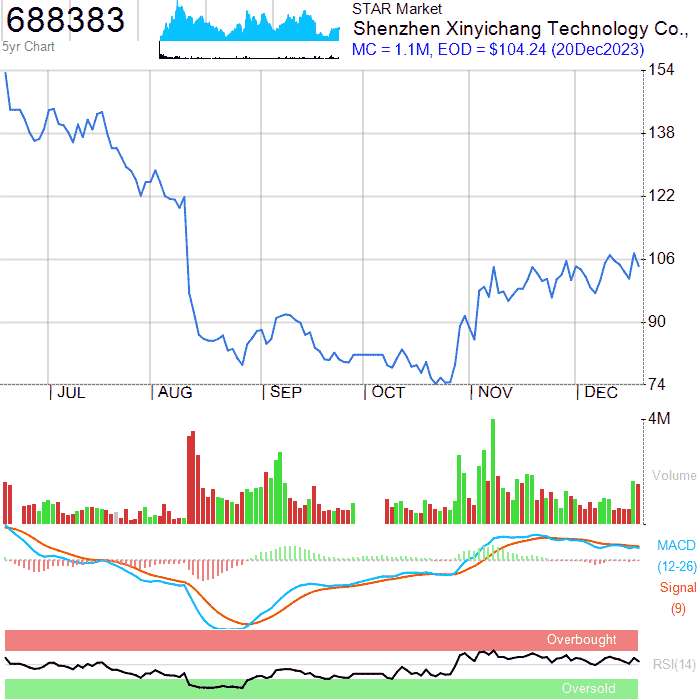 688383
5yr Chart
STAR Market
Shenzhen Xinyichang Technology Co.,
MC = 1.1M, EOD = $104.24 (20Dec2023)
154
138
122
106
90
74
JUL
AUG
SEP
OCT
NOV
DEC
4M
Volume
MACD
(12-26)
Signal
(9)
Overbought
RSI(14)
Oversold